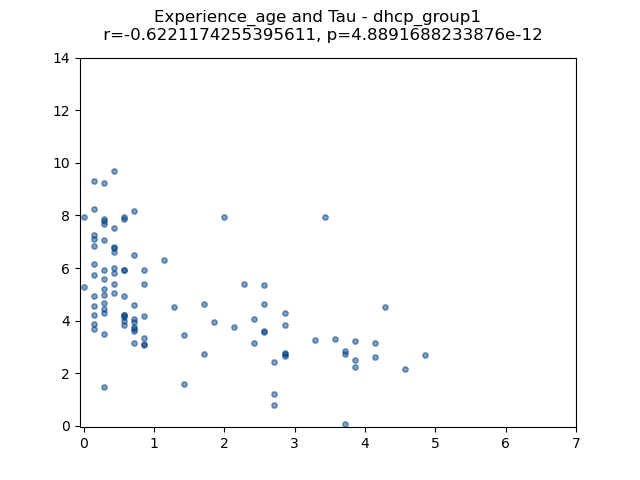 Experience_age and Tau - dhcp_group1
r=-0.6221174255395611, p=4.8891688233876e-12
14
12
10
8
6
4
2
0
0 1 2 3 4 5 6 7